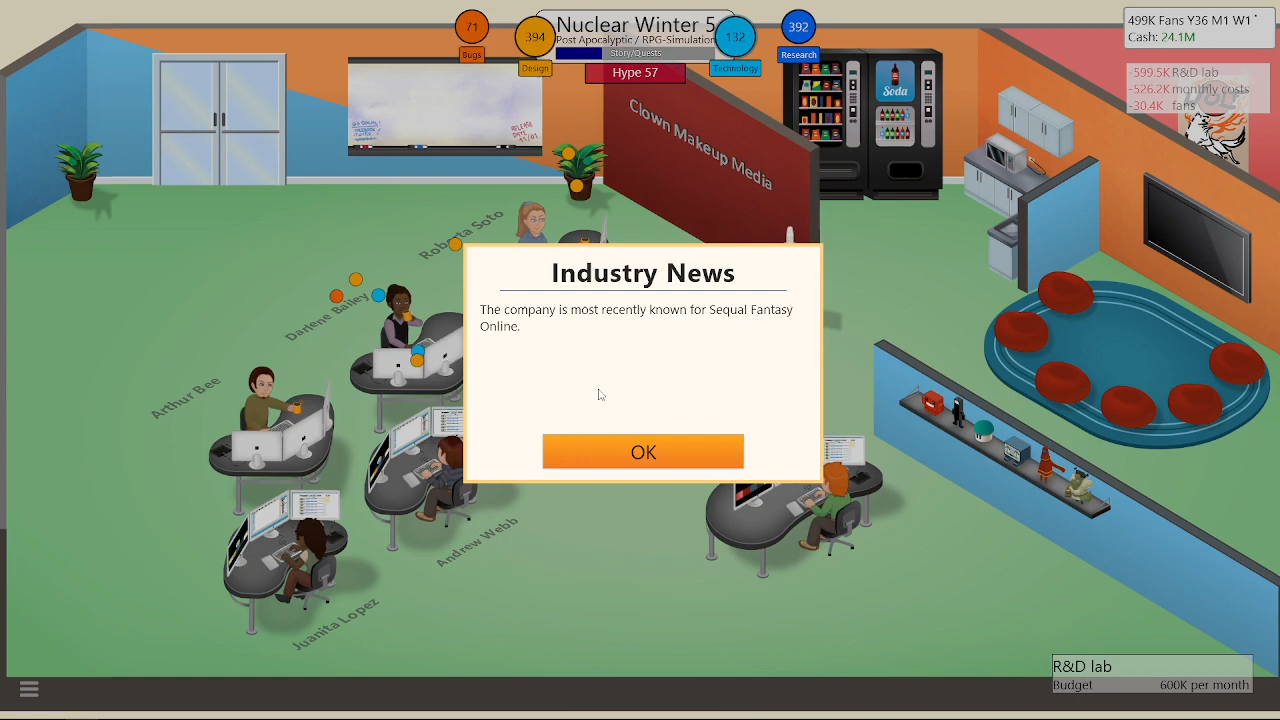 71
Bugs
394
Design
Nuclear Winter 5
Post Apocalyptic / RPG-Simulation
Story/Quests
Hype 57
132
Technology
392
Research
499K Fans Y36 M1 W1
Cash: 24.1M
-599.5K R&D lab
-526.2K monthly costs
-30.4K fans
Soda
RELEASE
Clown Makeup Media
Roberta Soto
Darlene Bailey
Arthur Bee
Andrew Webb
Juanita Lopez
Industry News
The company is most recently known for Sequal Fantasy
Online.
OK
R&D lab
Budget 600K per month